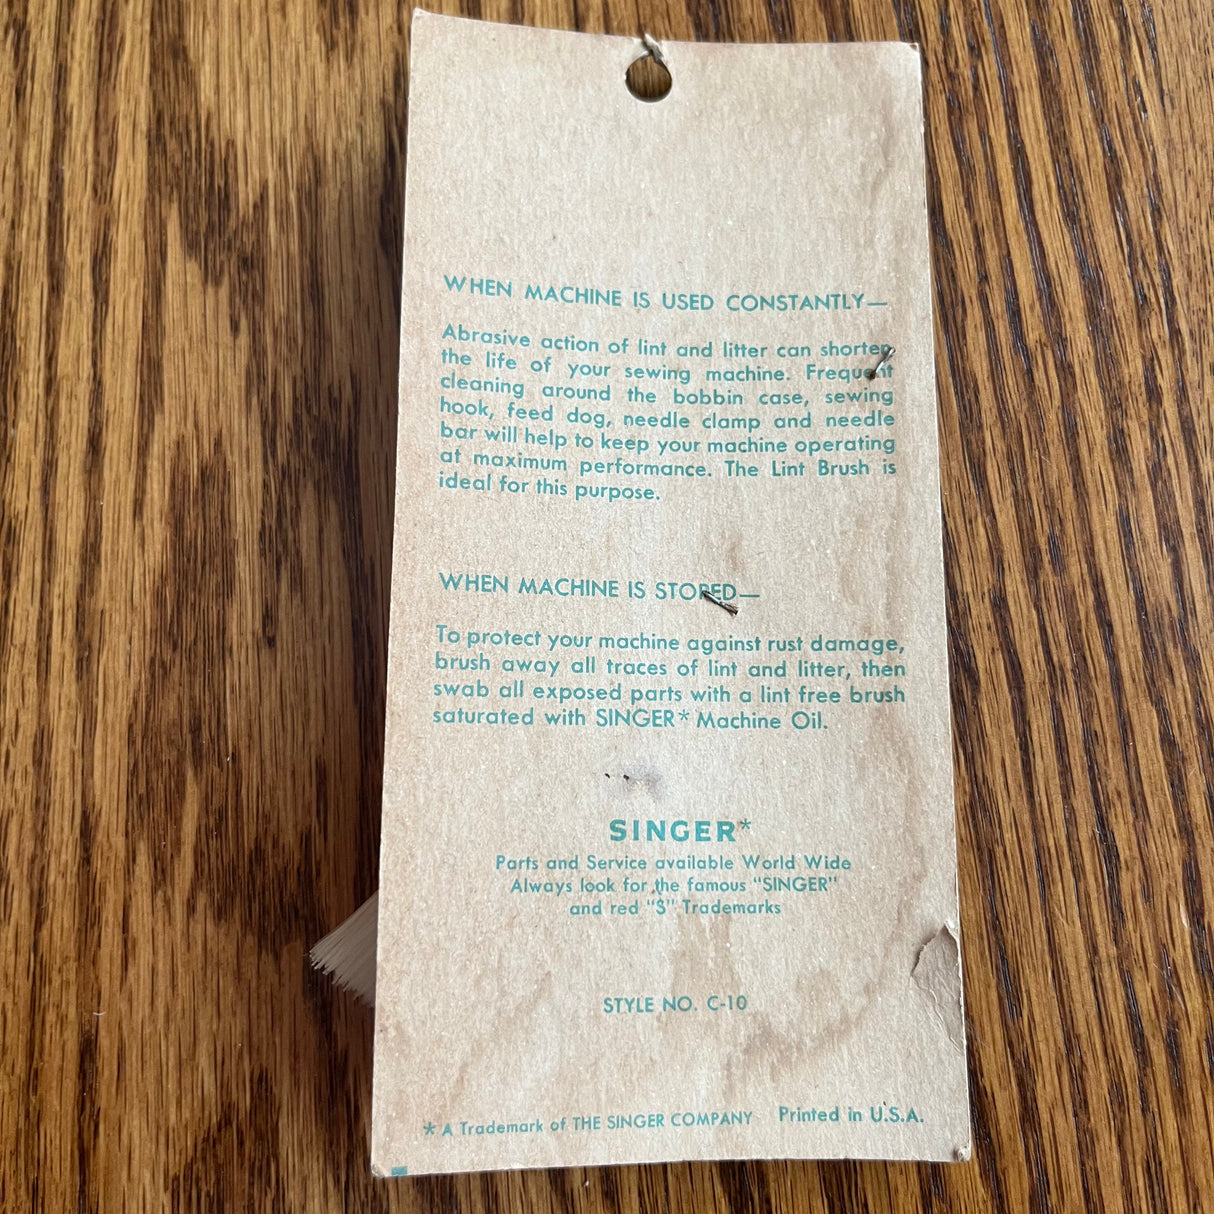 WHEN MACHINE IS USED CONSTANTLY—
Abrasive action of lint and litter can shorten
the life of your sewing machine. Frequent
cleaning around the bobbin case, sewing
hook, feed dog, needle clamp and needle
bar will help to keep your machine operating
at maximum performance. The Lint Brush is
ideal for this purpose.
WHEN MACHINE IS STORED—
To protect your machine against rust damage,
brush away all traces of lint and litter, then
swab all exposed parts with a lint free brush
saturated with SINGER* Machine Oil.
SINGER*
Parts and Service available World Wide
Always look for the famous "SINGER"
and red "S" Trademarks
STYLE NO. C-10
* A Trademark of THE SINGER COMPANY Printed in U.S.A.